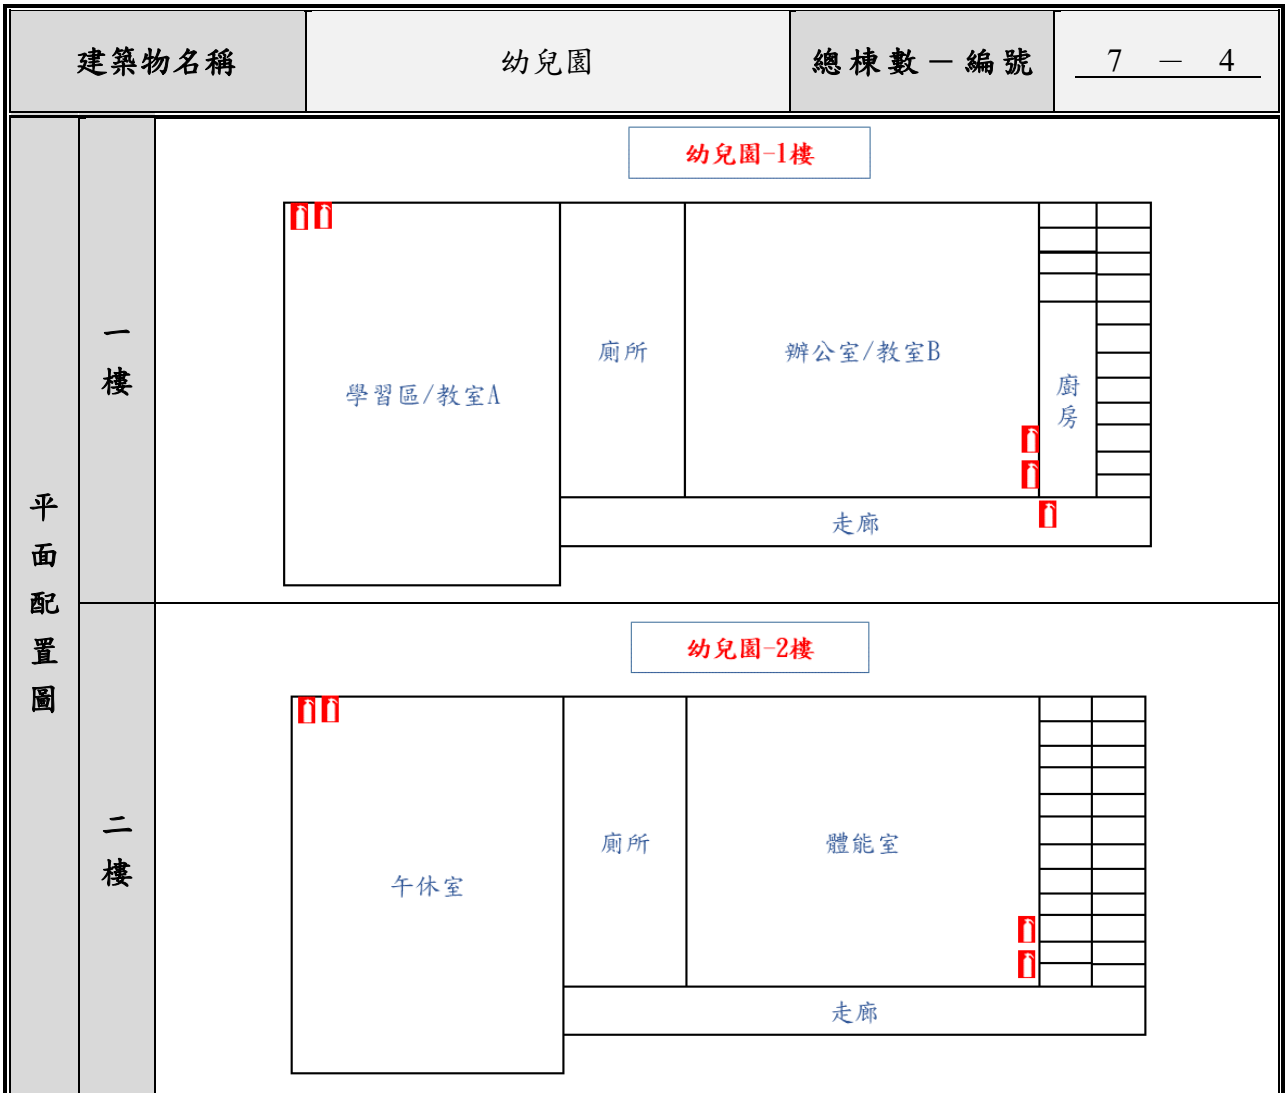 建築物名稱
幼兒園
總棟數－編號
7 － 4
平面配置圖
一樓
幼兒園-1樓
學習區/教室A
廁所
辦公室/教室B
廚房
走廊
二樓
幼兒園-2樓
午休室
廁所
體能室
走廊